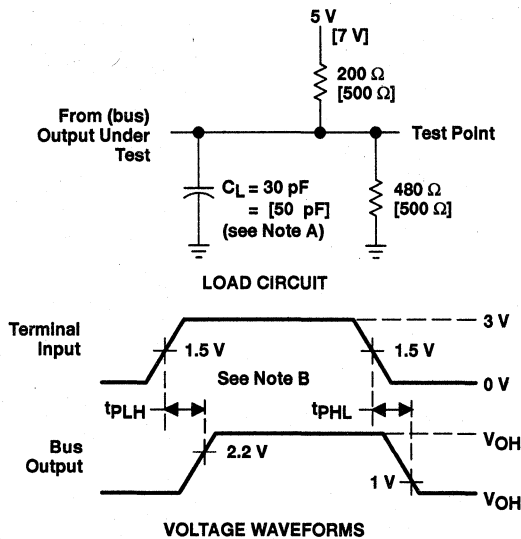 5 V
[7 V]
200 Ω
[500 Ω]
From (bus)
Output Under
Test
Test Point
CL = 30 pF
= [50 pF]
(see Note A)
480 Ω
[500 Ω]
LOAD CIRCUIT
Terminal
Input
3 V
1.5 V
1.5 V
See Note B
0 V
tPLH
tPHL
Bus
Output
VOH
2.2 V
1 V
VOH
VOLTAGE WAVEFORMS